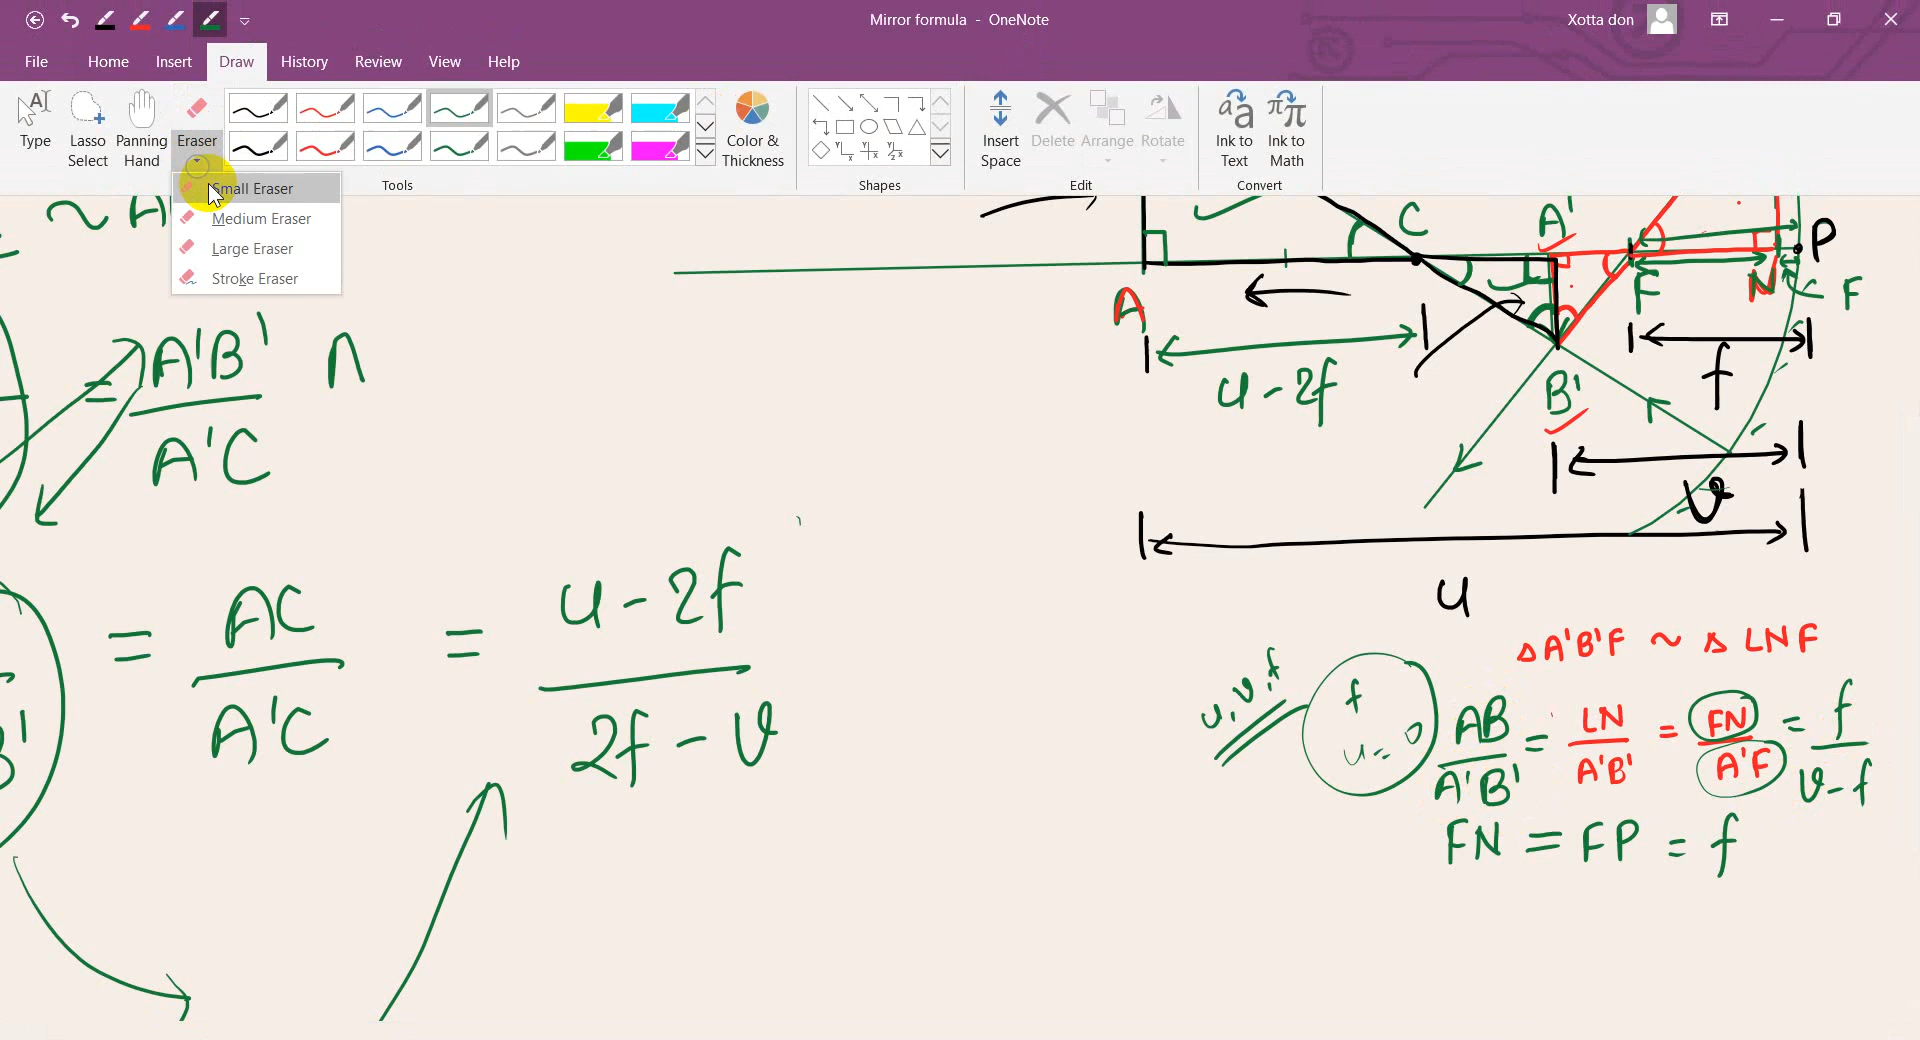 Mirror formula - OneNote
Xotta don
File Home Insert Draw History Review View Help
Type
Lasso Select
Panning Hand
Eraser
Color & Thickness
Insert Space
Delete
Arrange
Rotate
Ink to Text
Ink to Math
Tools
Shapes
Edit
Convert
Small Eraser
Medium Eraser
Large Eraser
Stroke Eraser
~ A
C A' P
A F N F
u - 2f
f
B'
v
u
= A'B' / A'C
= AC / A'C = u - 2f / 2f - v
Δ A'B'F ~ Δ LNF
u, v, f
f
u = 0
AB / A'B' = LN / A'B' = FN / A'F = f / v - f
FN = FP = f